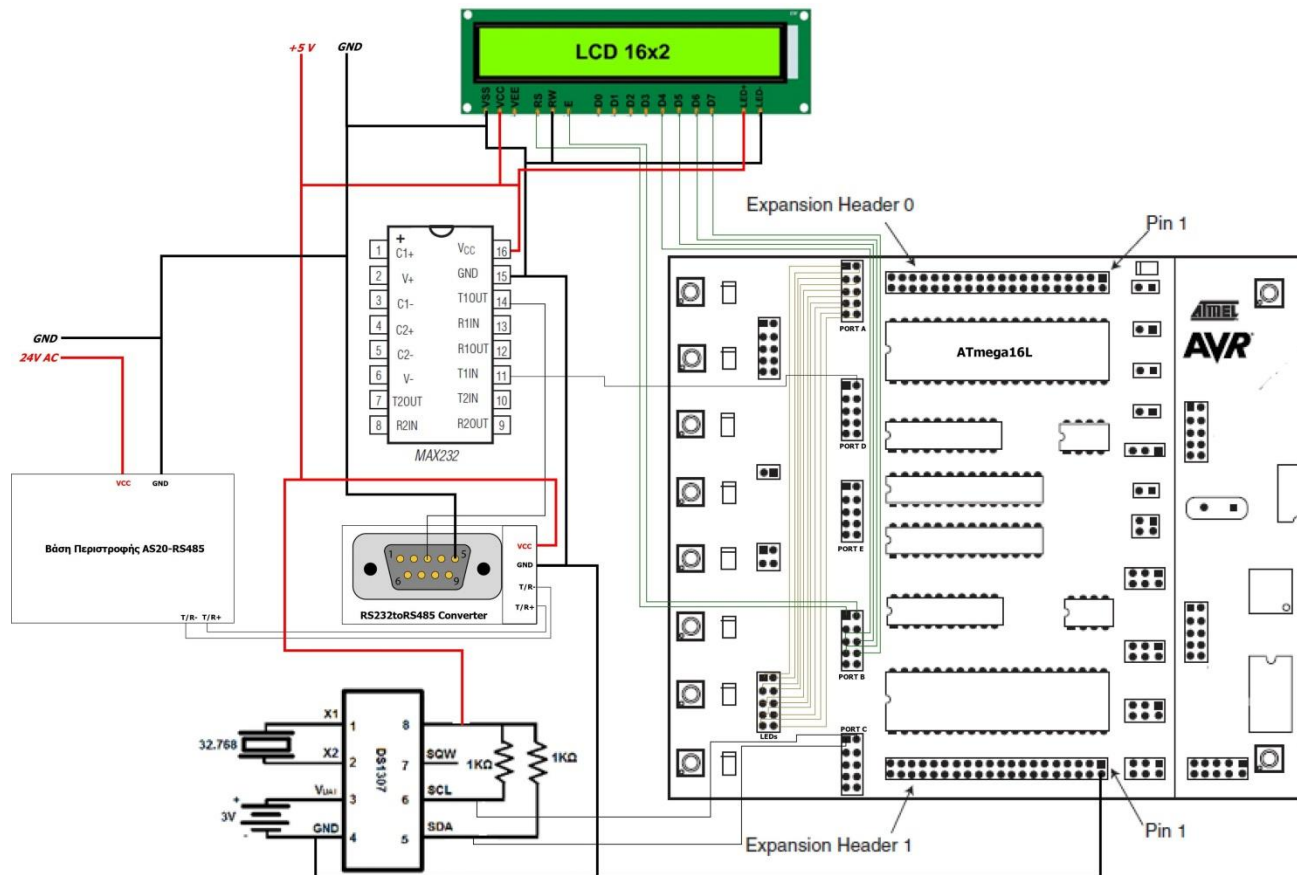 +5 V
GND
LCD 16x2
VSS
VCC
VEE
RS
RW
E
D0
D1
D2
D3
D4
D5
D6
D7
LED+
LED-
Expansion Header 0
Pin 1
+
1 C1+ VCC 16
2 V+ GND 15
3 C1- T1OUT 14
4 C2+ R1IN 13
5 C2- R1OUT 12
6 V- T1IN 11
7 T2OUT T2IN 10
8 R2IN R2OUT 9
MAX232
GND
24V AC
VCC GND
Βάση Περιστροφής AS20-RS485
T/R- T/R+
1 5
6 9
VCC
GND
T/R-
T/R+
RS232toRS485 Converter
PORT A
PORT D
PORT E
PORT B
PORT C
LEDs
ATmega16L
ATMEL
AVR®
X1 1 8
32.768
X2 2 7 SQW
3 6 SCL
+
3V
-
GND 4 5 SDA
DS1307
1KΩ
1KΩ
Expansion Header 1
Pin 1